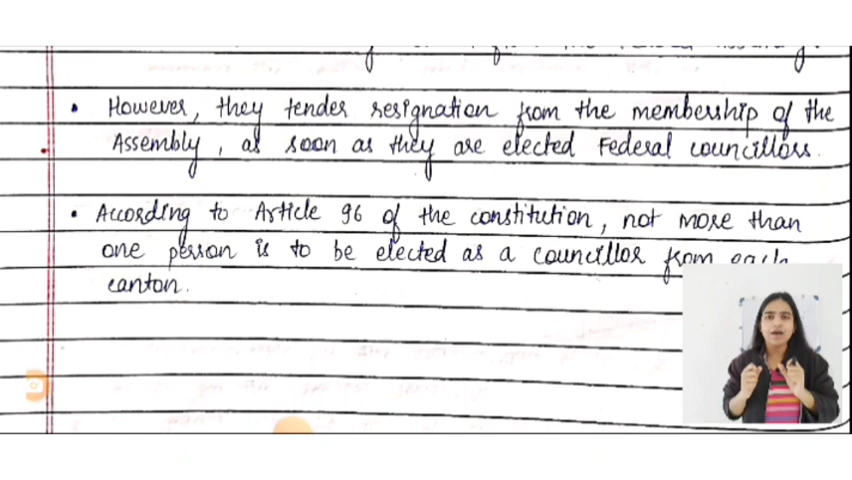 • However, they tender resignation from the membership of the
Assembly, as soon as they are elected Federal councillors.
• According to Article 96 of the constitution, not more than
one person is to be elected as a councillor from each
canton.